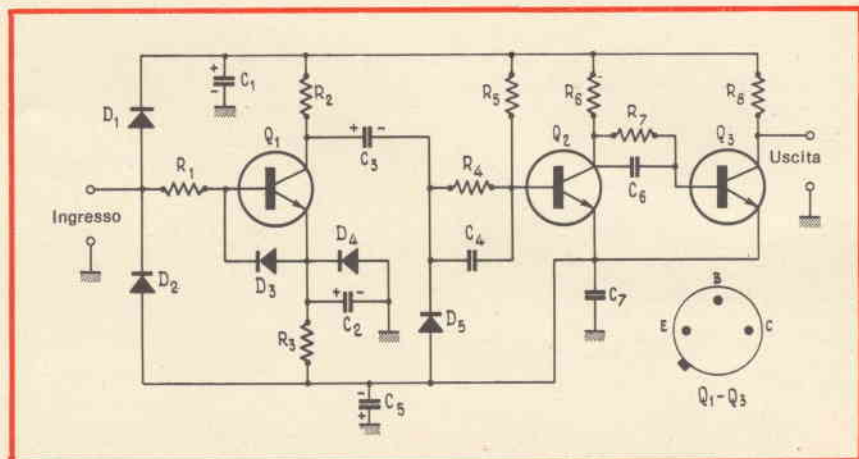 +
-
C1
R2
R5
R6
R8
D1
Q1
+ -
C3
Q2
R7
Q3
Uscita
R1
R4
C6
Ingresso
D4
C4
D3
+ -
C2
D2
R3
D5
C7
B
E
C
-
+
C5
Q1-Q3